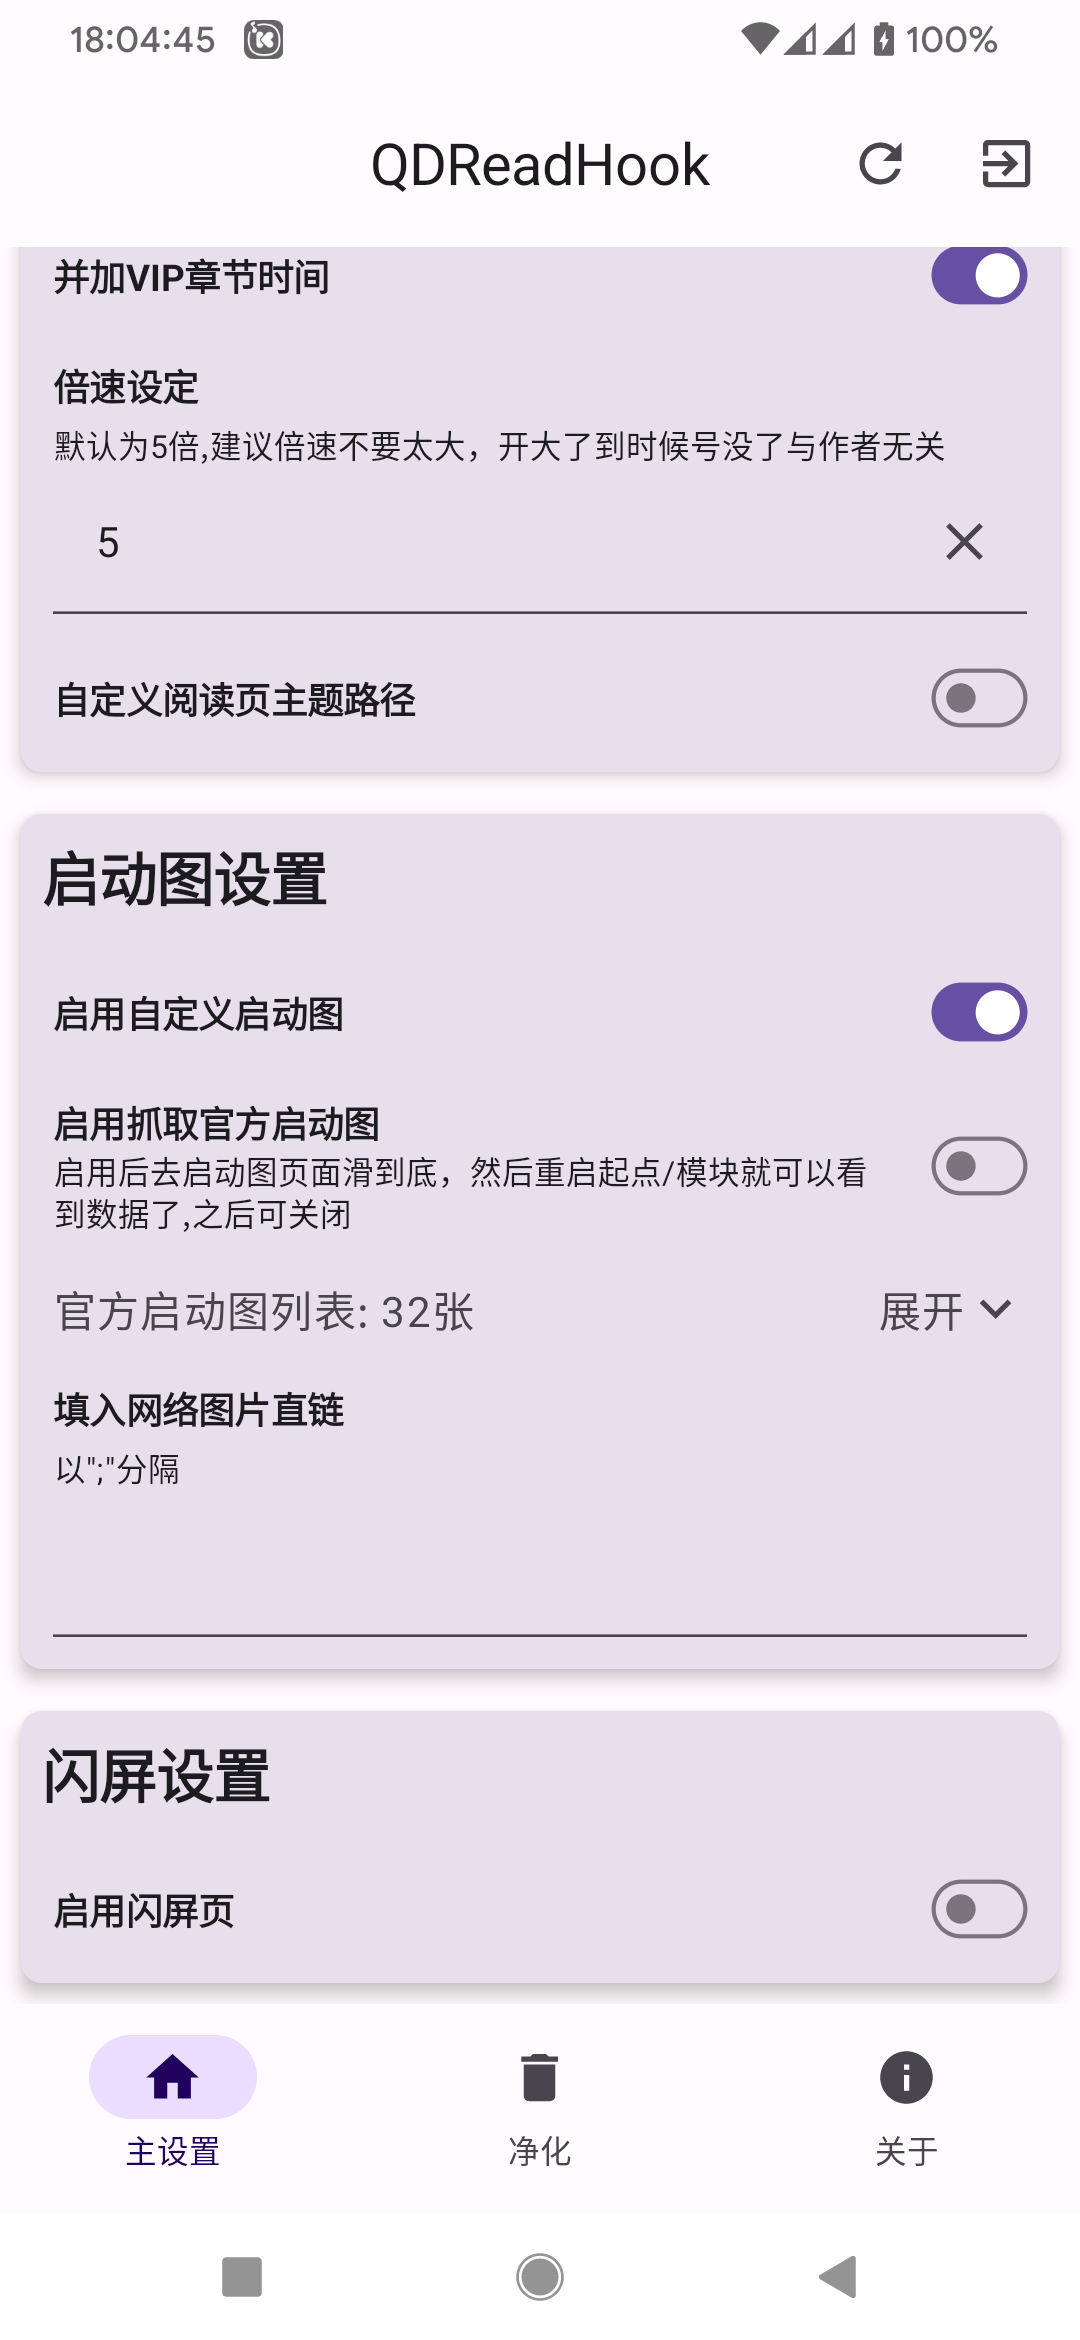 18:04:45
100%
QDReadHook
并加VIP章节时间
倍速设定
默认为5倍,建议倍速不要太大，开大了到时候号没了与作者无关
5
自定义阅读页主题路径
启动图设置
启用自定义启动图
启用抓取官方启动图
启用后去启动图页面滑到底，然后重启起点/模块就可以看
到数据了,之后可关闭
官方启动图列表: 32张
展开
填入网络图片直链
以";"分隔
闪屏设置
启用闪屏页
主设置
净化
关于